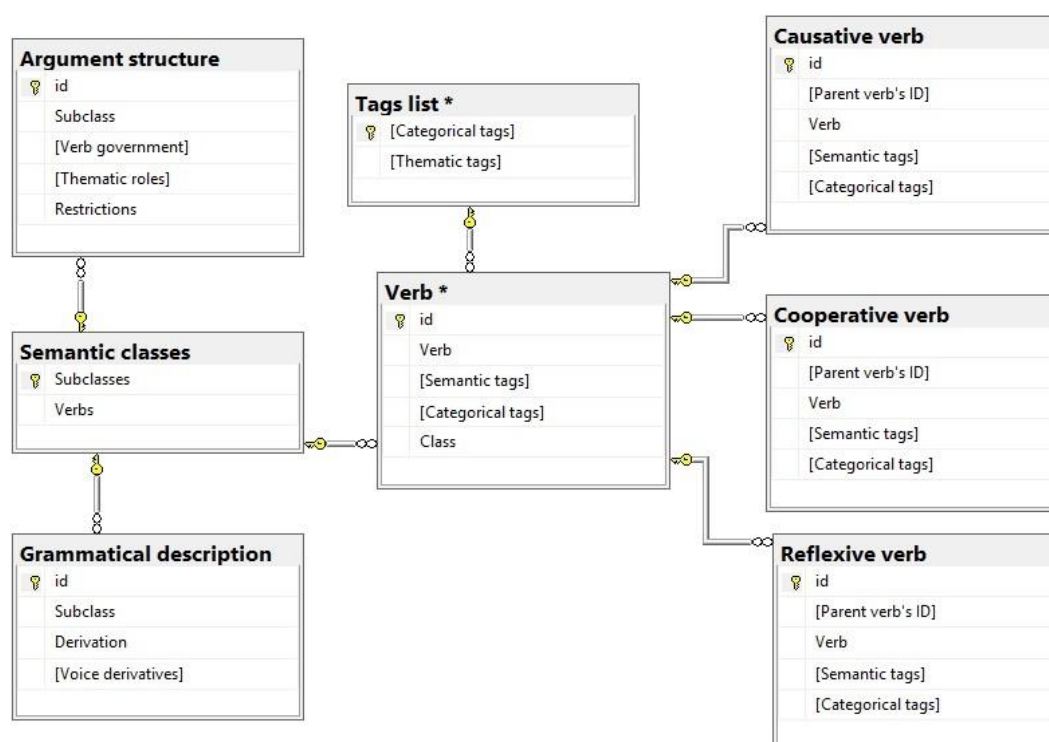 Argument structure
id
Subclass
[Verb government]
[Thematic roles]
Restrictions
Tags list *
[Categorical tags]
[Thematic tags]
Causative verb
id
[Parent verb's ID]
Verb
[Semantic tags]
[Categorical tags]
Verb *
id
Verb
[Semantic tags]
[Categorical tags]
Class
Cooperative verb
id
[Parent verb's ID]
Verb
[Semantic tags]
[Categorical tags]
Semantic classes
Subclasses
Verbs
Grammatical description
id
Subclass
Derivation
[Voice derivatives]
Reflexive verb
id
[Parent verb's ID]
Verb
[Semantic tags]
[Categorical tags]